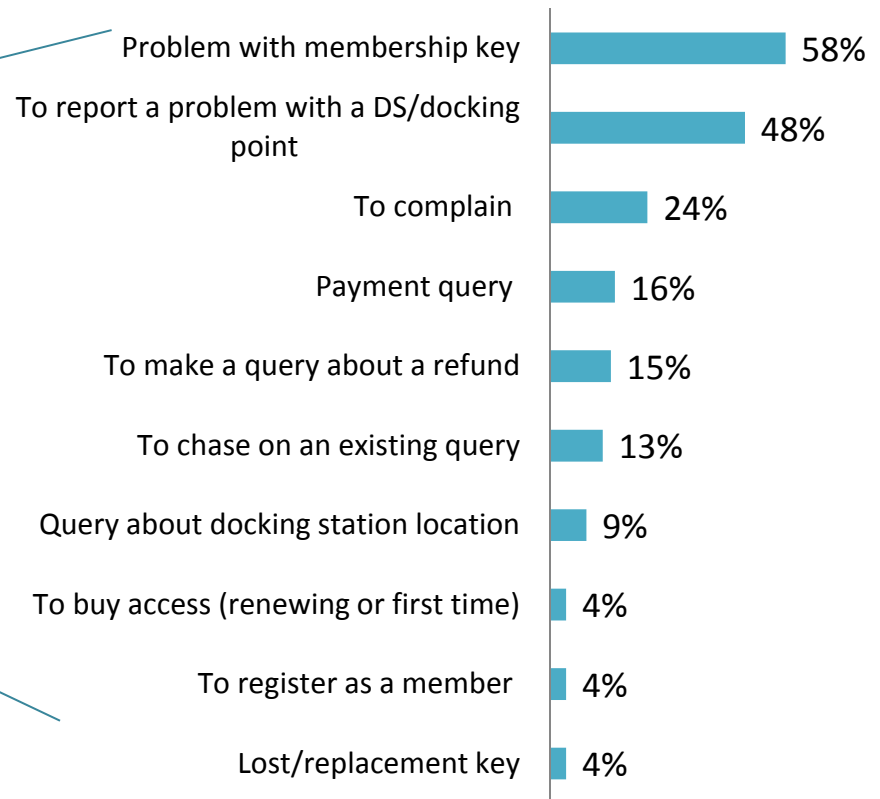 Problem with membership key
58%
To report a problem with a DS/docking
point
48%
To complain
24%
Payment query
16%
To make a query about a refund
15%
To chase on an existing query
13%
Query about docking station location
9%
To buy access (renewing or first time)
4%
To register as a member
4%
Lost/replacement key
4%